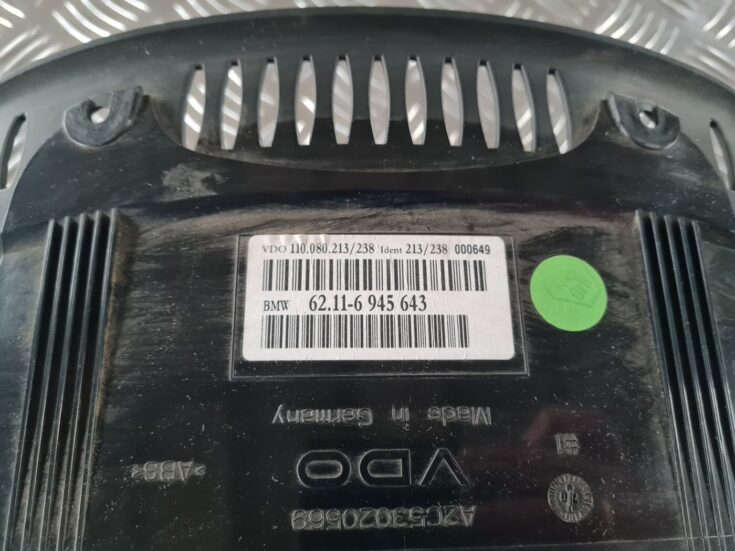 VDO 110.080.213/238 Ident 213/238 000649
BMW 62.11-6 945 643
Made in Germany
VDO
>ABS<
A2C53020569